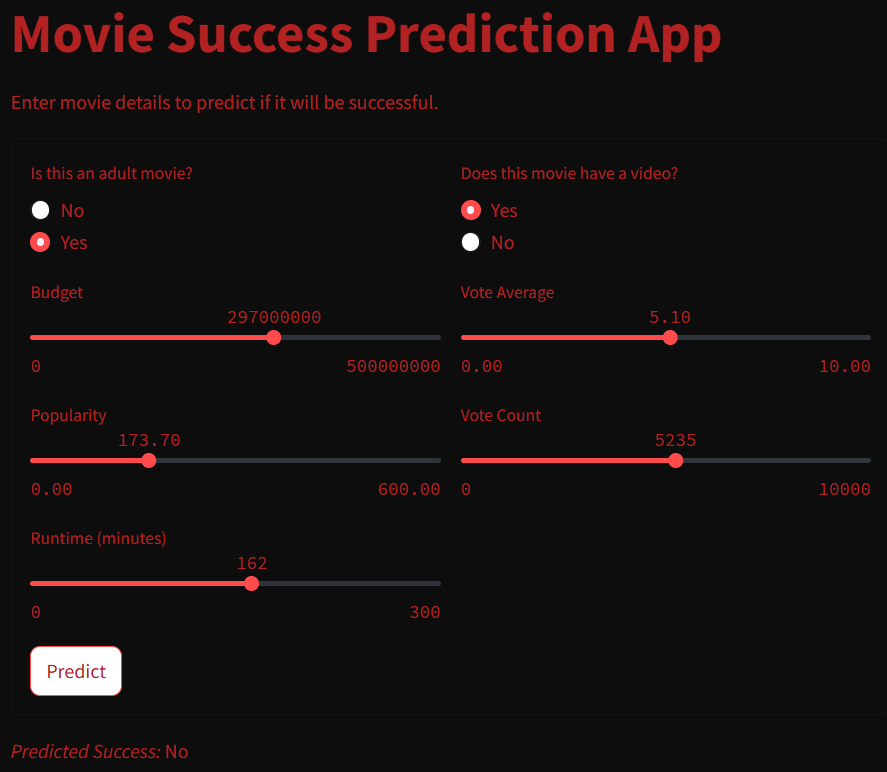 Movie Success Prediction App
Enter movie details to predict if it will be successful.
Is this an adult movie?
No
Yes
Budget
297000000
0 500000000
Popularity
173.70
0.00 600.00
Runtime (minutes)
162
0 300
Does this movie have a video?
Yes
No
Vote Average
5.10
0.00 10.00
Vote Count
5235
0 10000
Predict
Predicted Success: No